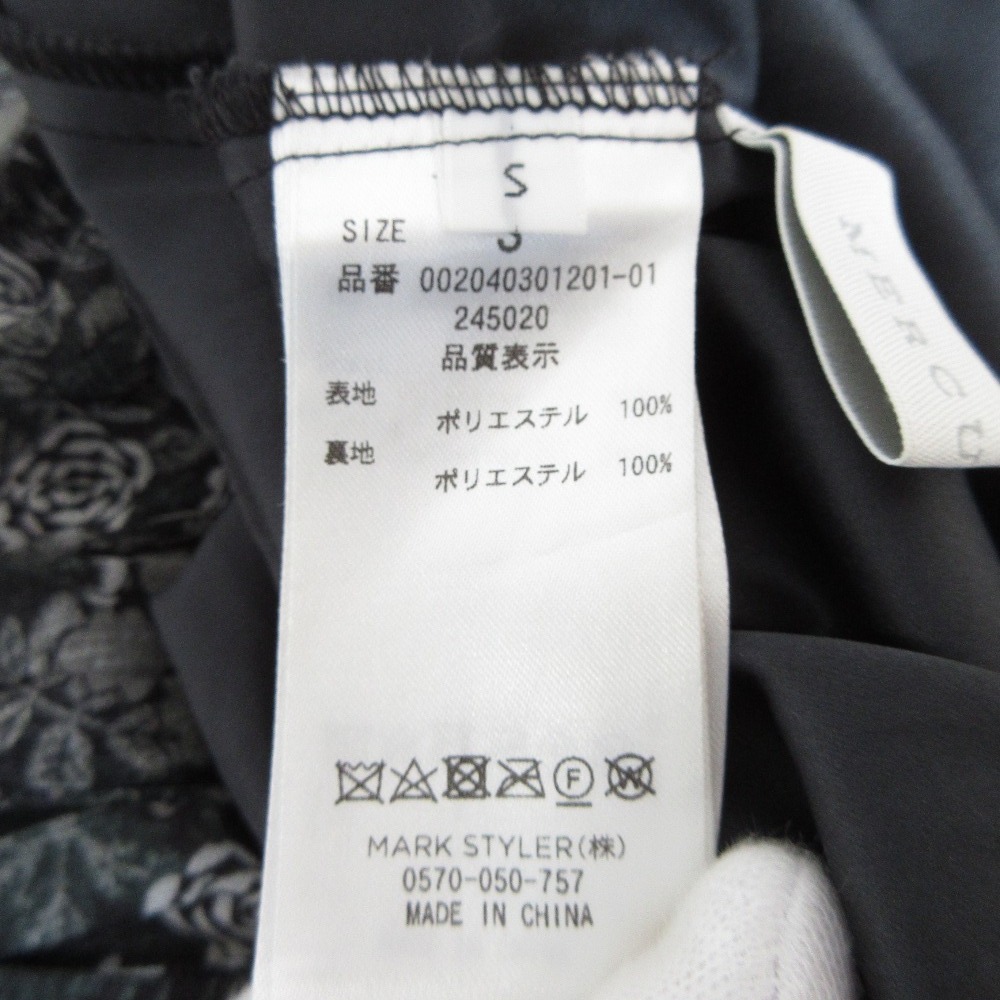 S
SIZE
品番 002040301201-01
245020
品質表示
表地
ポリエステル 100%
裏地
ポリエステル 100%
F W
MARK STYLER(株)
0570-050-757
MADE IN CHINA
MERCU